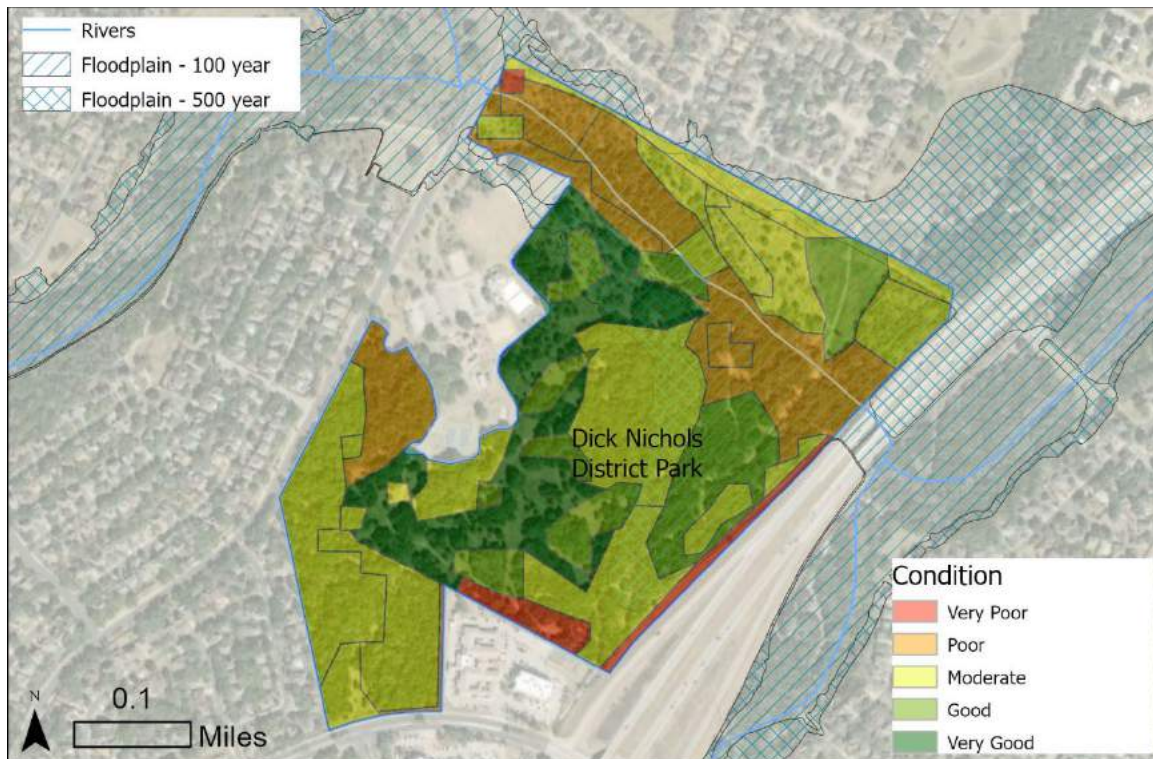 Rivers
Floodplain - 100 year
Floodplain - 500 year
Dick Nichols
District Park
Condition
Very Poor
Poor
Moderate
Good
Very Good
N
0.1
Miles